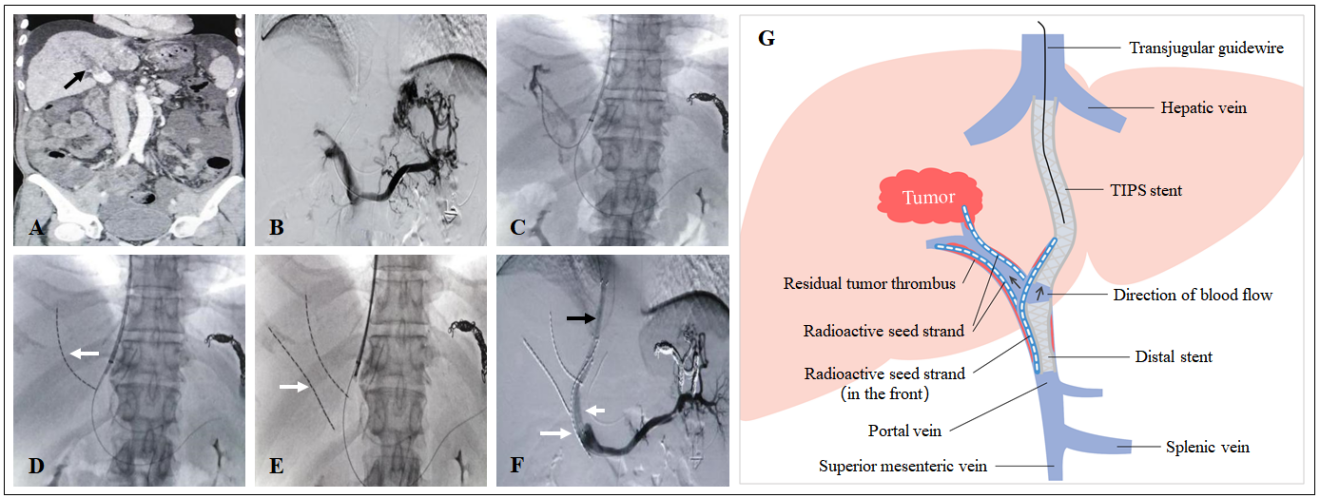 A
B
C
D
E
F
G
Transjugular guidewire
Hepatic vein
TIPS stent
Tumor
Residual tumor thrombus
Direction of blood flow
Radioactive seed strand
Distal stent
Radioactive seed strand
(in the front)
Portal vein
Splenic vein
Superior mesenteric vein